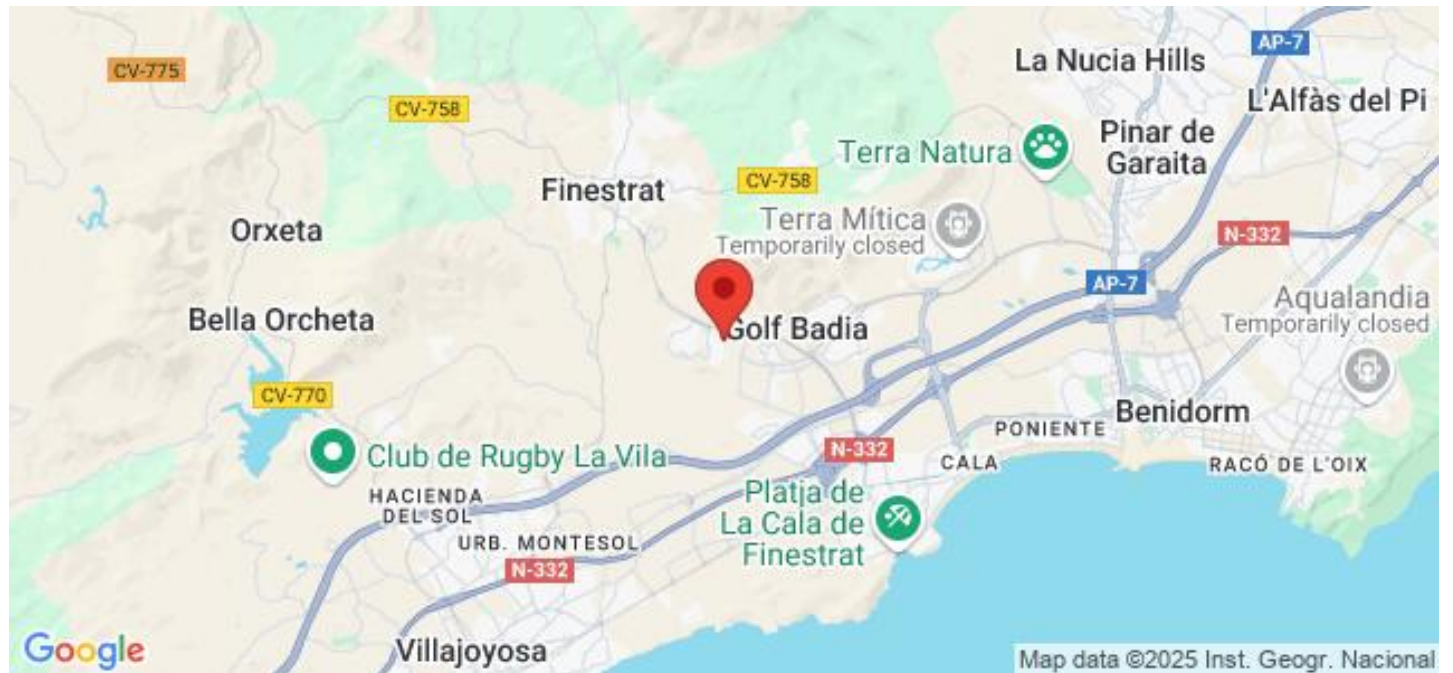 La Nucia Hills
AP-7
CV-775
L'Alfàs del Pi
CV-758
Pinar de
Garaita
Terra Natura
Finestrat
CV-758
Terra Mítica
Temporarily closed
Orxeta
N-332
AP-7
Aqualandia
Temporarily closed
Bella Orcheta
Golf Badia
CV-770
Benidorm
PONIENTE
N-332
CALA
RACÓ DE L'OIX
Club de Rugby La Vila
HACIENDA
DEL SOL
Platja de
La Cala de
Finestrat
URB. MONTESOL
N-332
Villajoyosa
Google
Map data ©2025 Inst. Geogr. Nacional